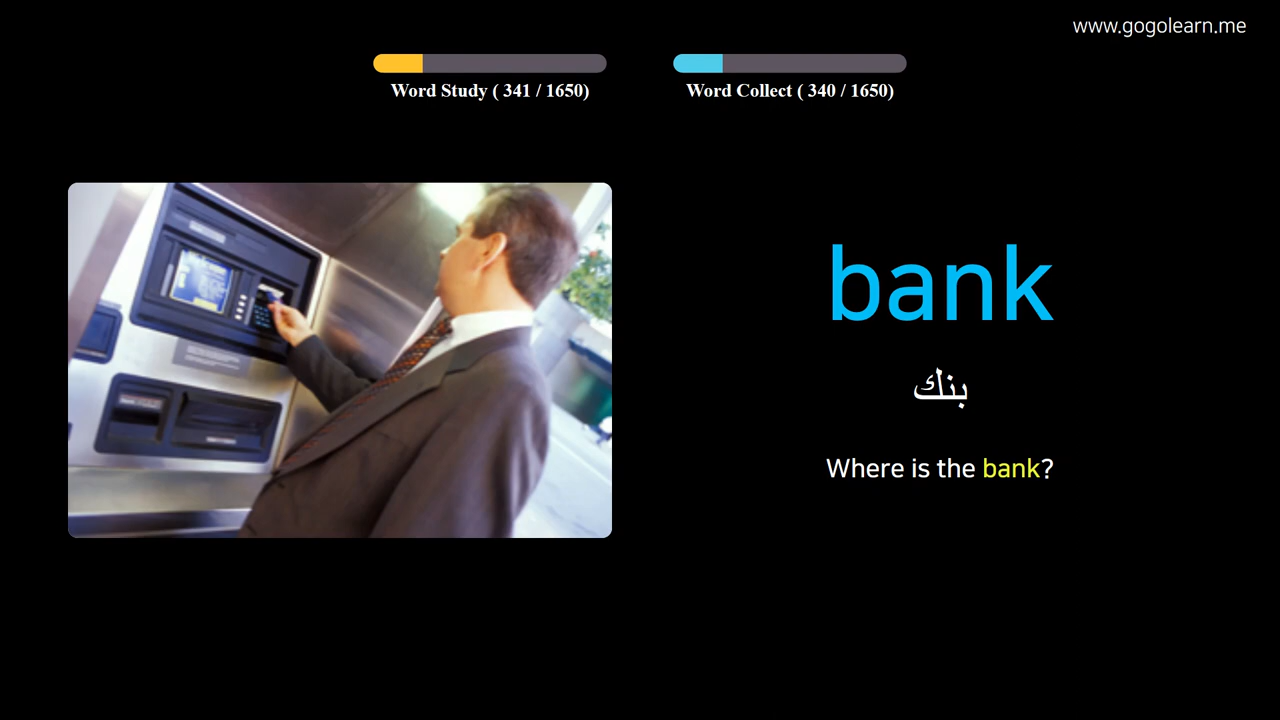 www.gogolearn.me
Word Study ( 341 / 1650)
Word Collect ( 340 / 1650)
bank
بنك
Where is the bank?